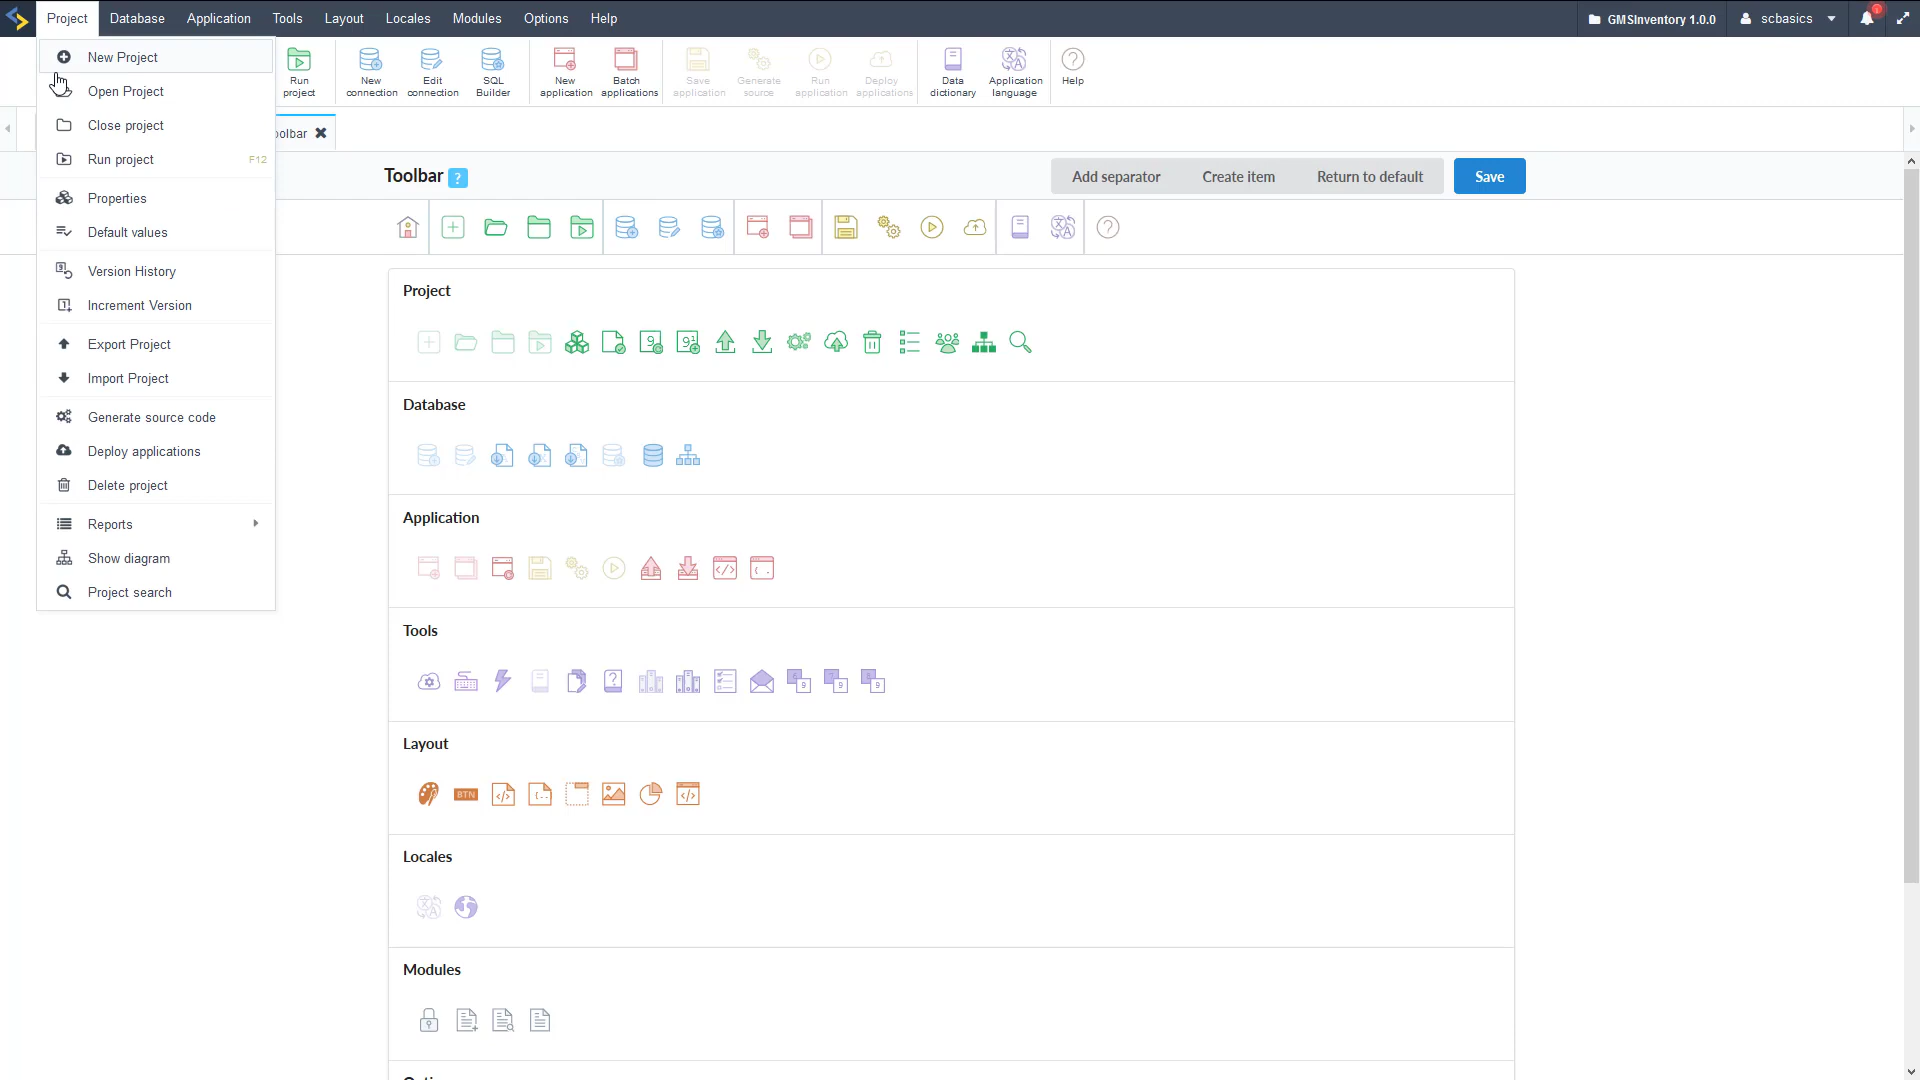 Project Database Application Tools Layout Locales Modules Options Help
GMSInventory 1.0.0 scbasics
New Project
Open Project
Close project
Run project F12
Properties
Default values
Version History
Increment Version
Export Project
Import Project
Generate source code
Deploy applications
Delete project
Reports
Show diagram
Project search
Run
project
New
connection
Edit
connection
SQL
Builder
New
application
Batch
applications
Save
application
Generate
source
Run
application
Deploy
applications
Data
dictionary
Application
language
Help
oolbar
Toolbar ?
Add separator Create item Return to default Save
Project
Database
Application
Tools
Layout
BTN
Locales
Modules